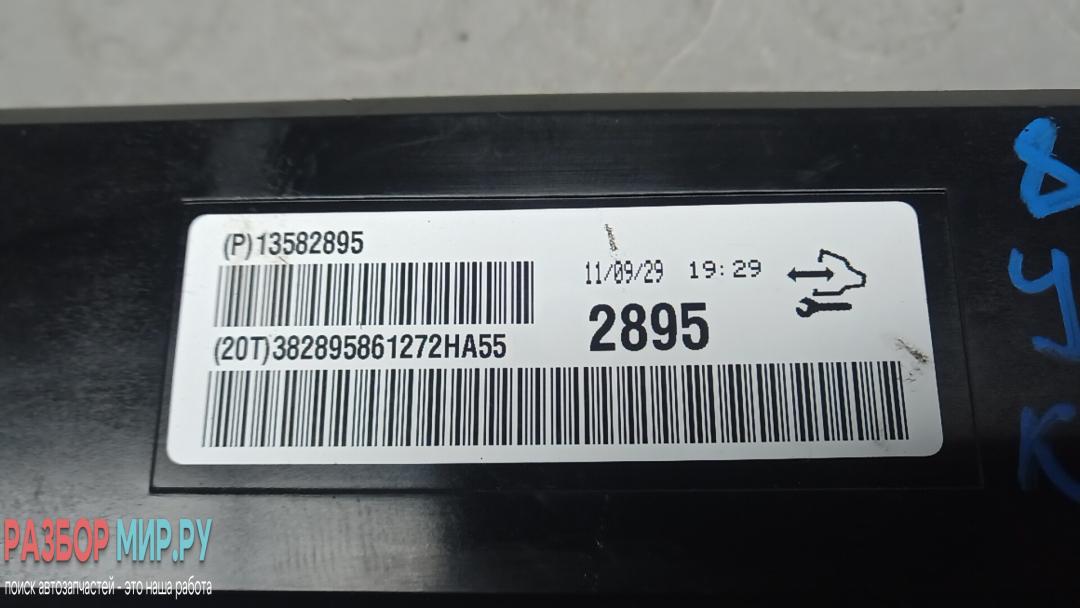 (P)13582895
11/09/29 19:29
2895
(20T)382895861272HA55
РАЗБОР МИР.РУ
поиск автозапчастей - это наша работа